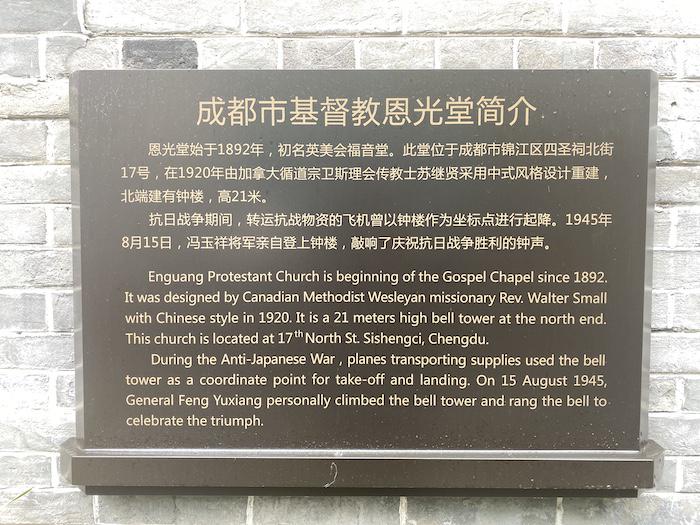 成都市基督教恩光堂简介
恩光堂始于1892年，初名英美会福音堂。此堂位于成都市锦江区四圣祠北街
17号，在1920年由加拿大循道宗卫斯理会传教士苏继贤采用中式风格设计重建，
北端建有钟楼，高21米。
抗日战争期间，转运抗战物资的飞机曾以钟楼作为坐标点进行起降。1945年
8月15日，冯玉祥将军亲自登上钟楼，敲响了庆祝抗日战争胜利的钟声。
Enguang Protestant Church is beginning of the Gospel Chapel since 1892.
It was designed by Canadian Methodist Wesleyan missionary Rev. Walter Small
with Chinese style in 1920. It is a 21 meters high bell tower at the north end.
This church is located at 17th North St. Sishengci, Chengdu.
During the Anti-Japanese War , planes transporting supplies used the bell
tower as a coordinate point for take-off and landing. On 15 August 1945,
General Feng Yuxiang personally climbed the bell tower and rang the bell to
celebrate the triumph.